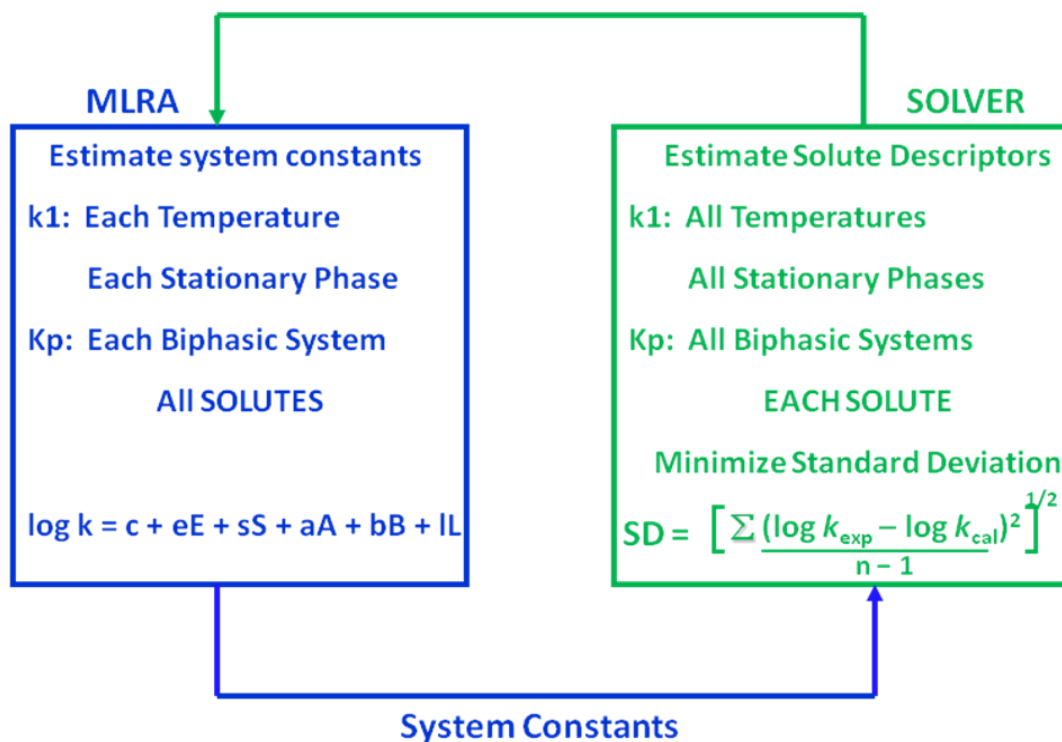 MLRA
Estimate system constants
k1: Each Temperature
Each Stationary Phase
Kp: Each Biphasic System
All SOLUTES
log k = c + eE + sS + aA + bB + lL
SOLVER
Estimate Solute Descriptors
k1: All Temperatures
All Stationary Phases
Kp: All Biphasic Systems
EACH SOLUTE
Minimize Standard Deviation
SD = [ Σ (log kexp – log kcal)² / n – 1 ]^1/2
System Constants